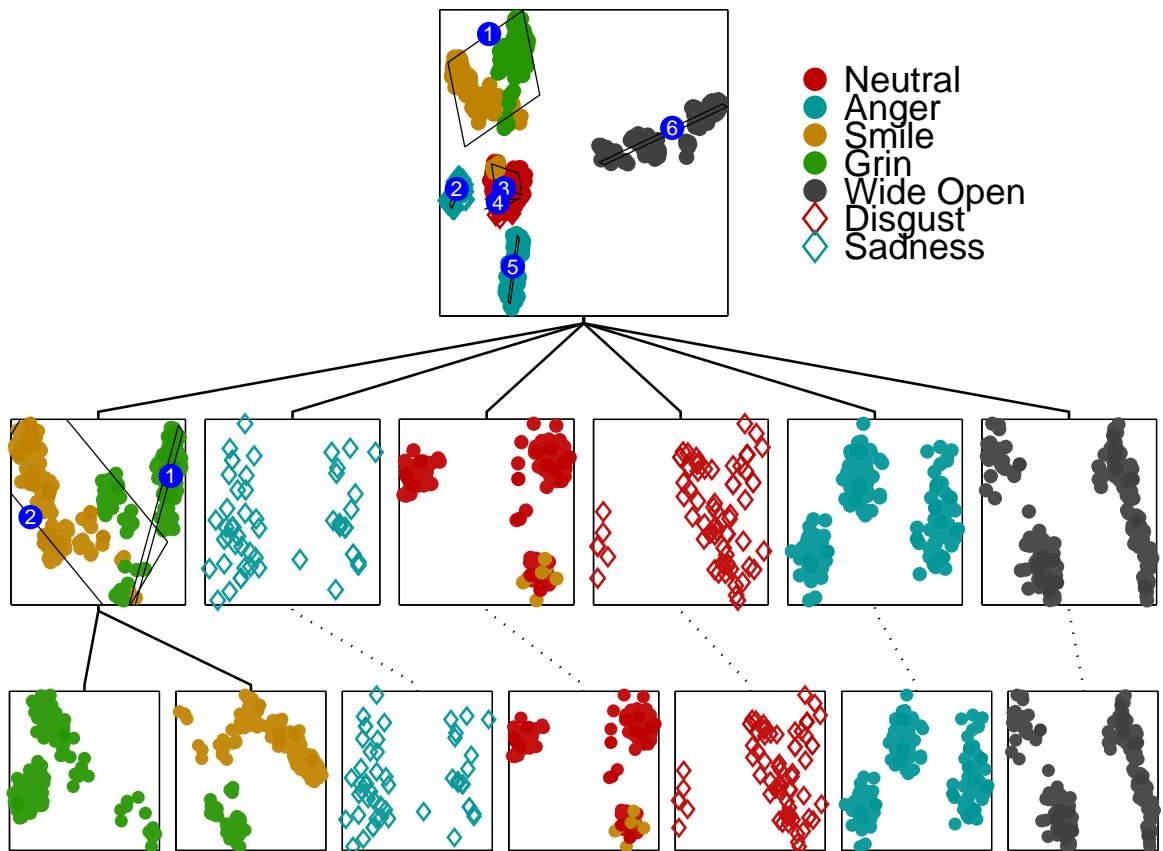 1
Neutral
Anger
Smile
6
Grin
2
3
Wide Open
4
Disgust
Sadness
5
1
2